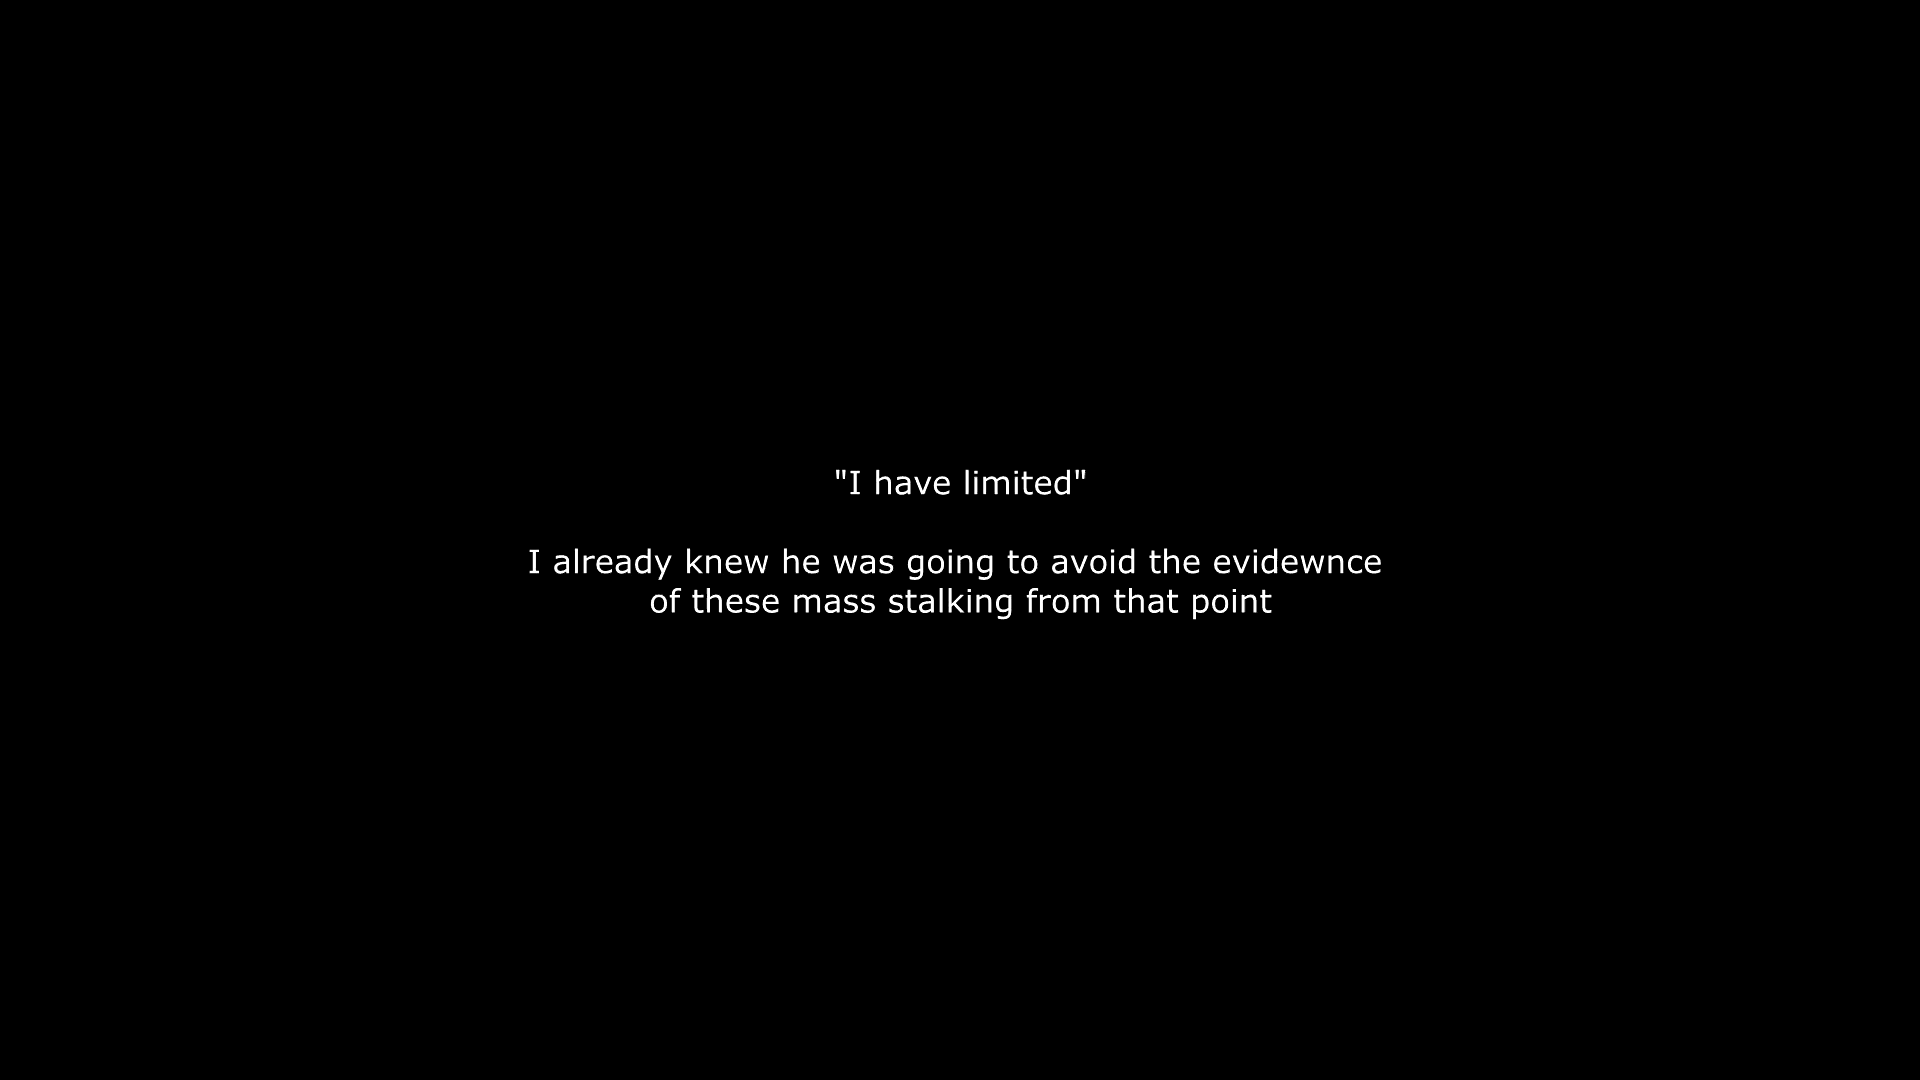 "I have limited"
I already knew he was going to avoid the evidewnce
of these mass stalking from that point